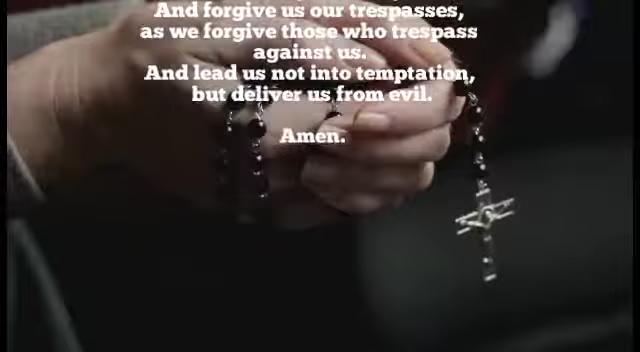 And forgive us our trespasses,
as we forgive those who trespass
against us.
And lead us not into temptation,
but deliver us from evil.
Amen.